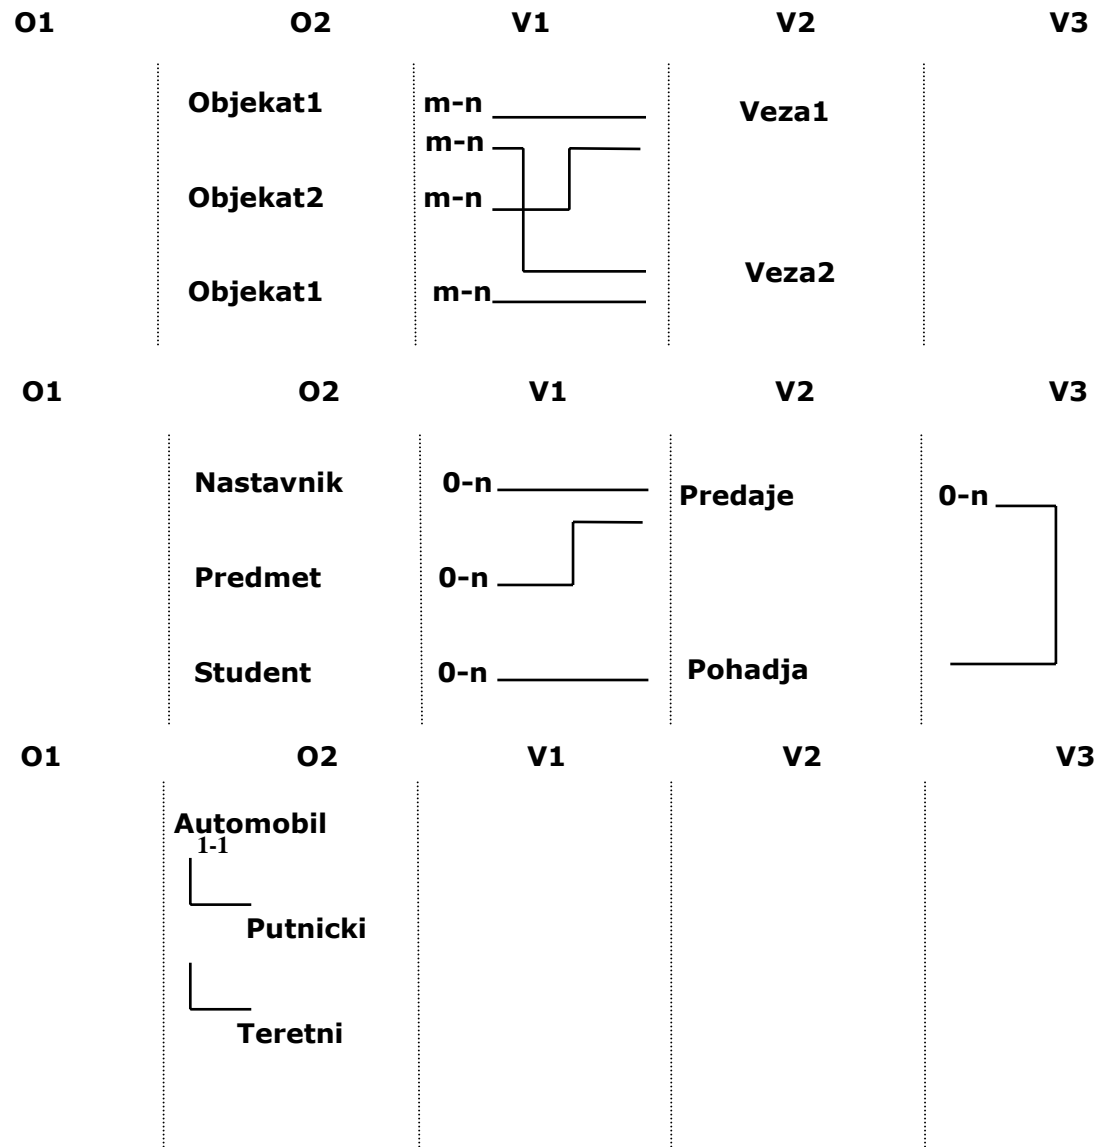 O1 O2 V1 V2 V3
Objekat1 m-n Veza1
m-n
Objekat2 m-n
Veza2
Objekat1 m-n
O1 O2 V1 V2 V3
Nastavnik 0-n Predaje 0-n
Predmet 0-n
Student 0-n Pohadja
O1 O2 V1 V2 V3
Automobil
1-1
Putnicki
Teretni